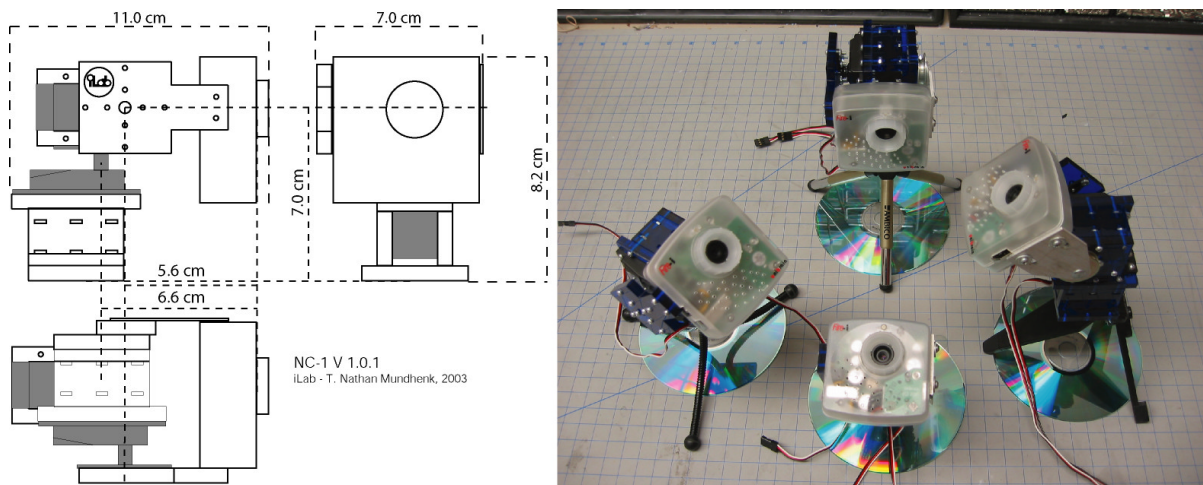 11.0 cm
7.0 cm
iLab
7.0 cm
8.2 cm
5.6 cm
6.6 cm
NC-1 V 1.0.1
iLab - T. Nathan Mundhenk, 2003